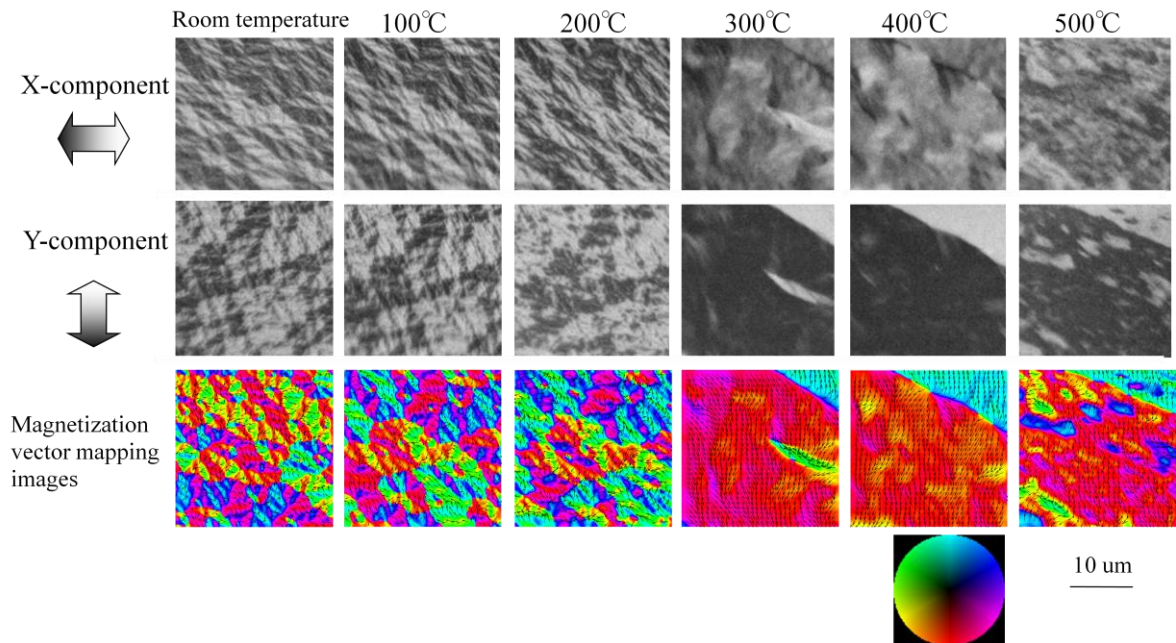 Room temperature 100℃ 200℃ 300℃ 400℃ 500℃
X-component
Y-component
Magnetization
vector mapping
images
10 um